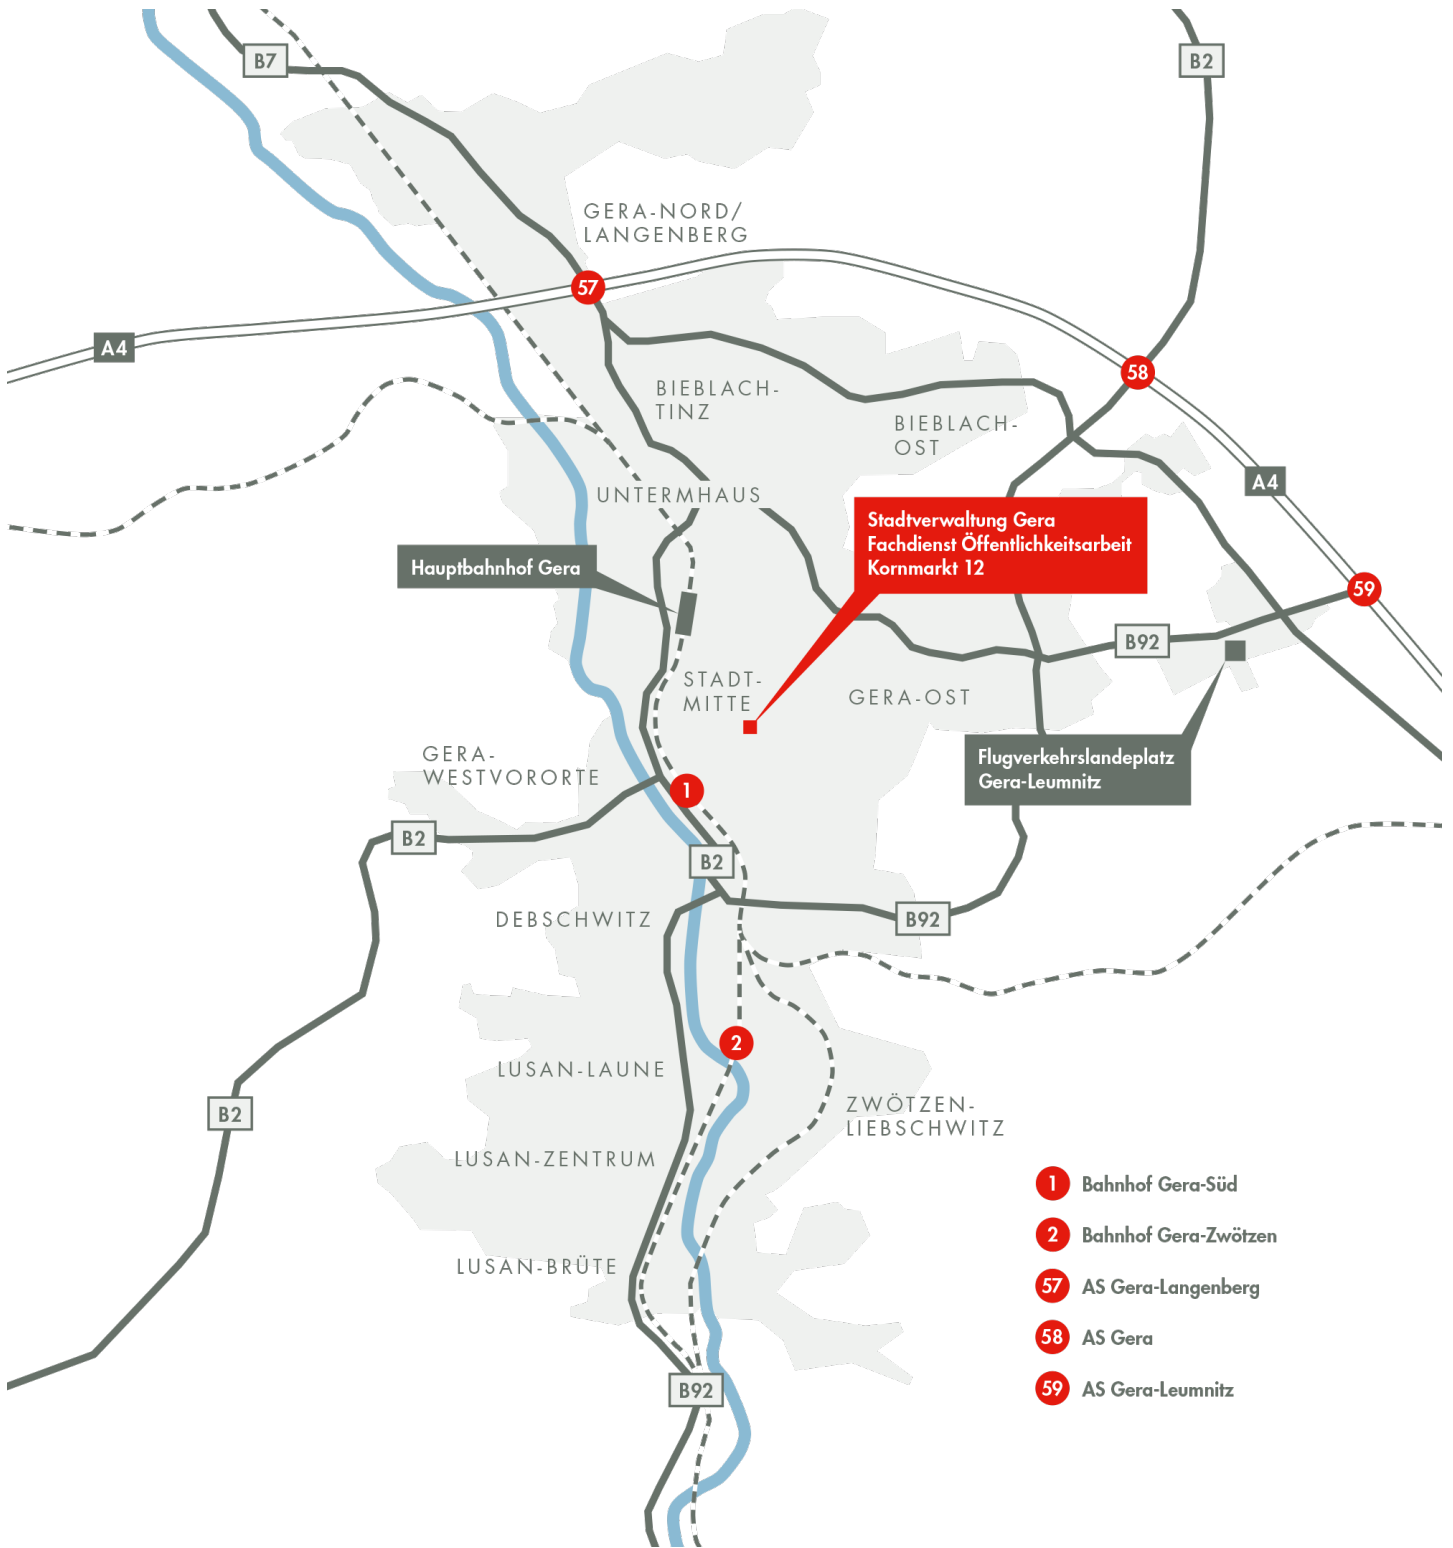 B7
B2
GERA-NORD/
LANGENBERG
57
A4
58
BIEBLACH-
TINZ
BIEBLACH-
OST
A4
UNTERMHAUS
Stadtverwaltung Gera
Fachdienst Öffentlichkeitsarbeit
Kornmarkt 12
Hauptbahnhof Gera
59
B92
STADT-
MITTE
GERA-OST
GERA-
WESTVORORTE
Flugverkehrslandeplatz
Gera-Leumnitz
1
B2
B2
DEBSCHWITZ
B92
2
LUSAN-LAUNE
B2
ZWÖTZEN-
LIEBSCHWITZ
LUSAN-ZENTRUM
LUSAN-BRÜTE
B92
1 Bahnhof Gera-Süd
2 Bahnhof Gera-Zwötzen
57 AS Gera-Langenberg
58 AS Gera
59 AS Gera-Leumnitz